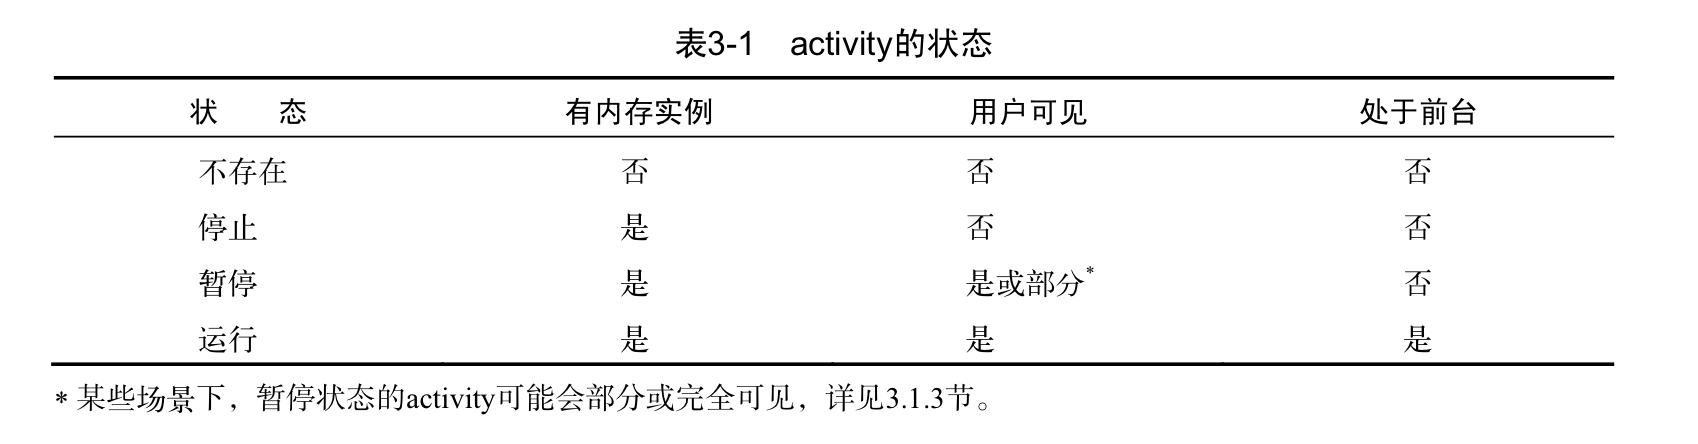 表3-1 activity的状态
状 态 有内存实例 用户可见 处于前台
不存在 否 否 否
停止 是 否 否
暂停 是 是或部分* 否
运行 是 是 是
* 某些场景下，暂停状态的activity可能会部分或完全可见，详见3.1.3节。